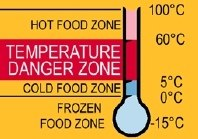 100°C
HOT FOOD ZONE
60°C
TEMPERATURE
DANGER ZONE
5°C
COLD FOOD ZONE
0°C
FROZEN
FOOD ZONE
-15°C